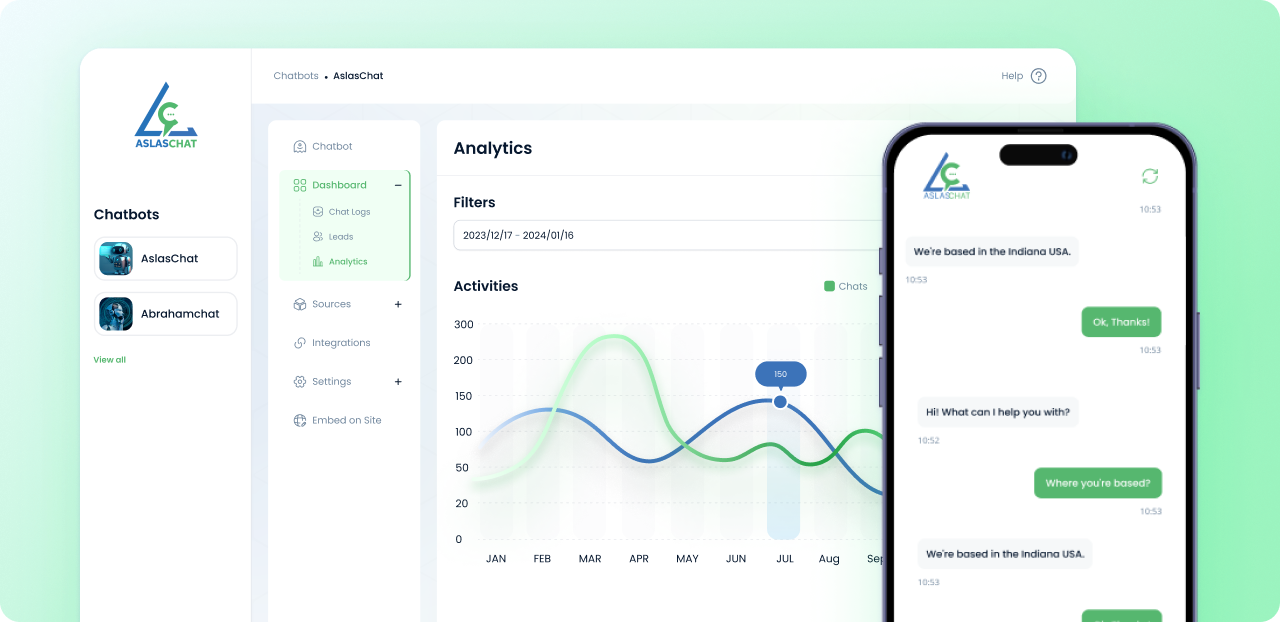 ASLASCHAT
Chatbots
AslasChat
Abrahamchat
View all
Chatbots • AslasChat
Help ?
Chatbot
Dashboard −
Chat Logs
Leads
Analytics
Sources +
Integrations
Settings +
Embed on Site
Analytics
Filters
2023/12/17 - 2024/01/16
Activities
Chats
300
200
150
100
50
20
0
150
JAN FEB MAR APR MAY JUN JUL Aug Sep
ASLASCHAT
10:53
We're based in the Indiana USA.
10:53
Ok, Thanks!
10:53
Hi! What can I help you with?
10:52
Where you're based?
10:53
We're based in the Indiana USA.
10:53